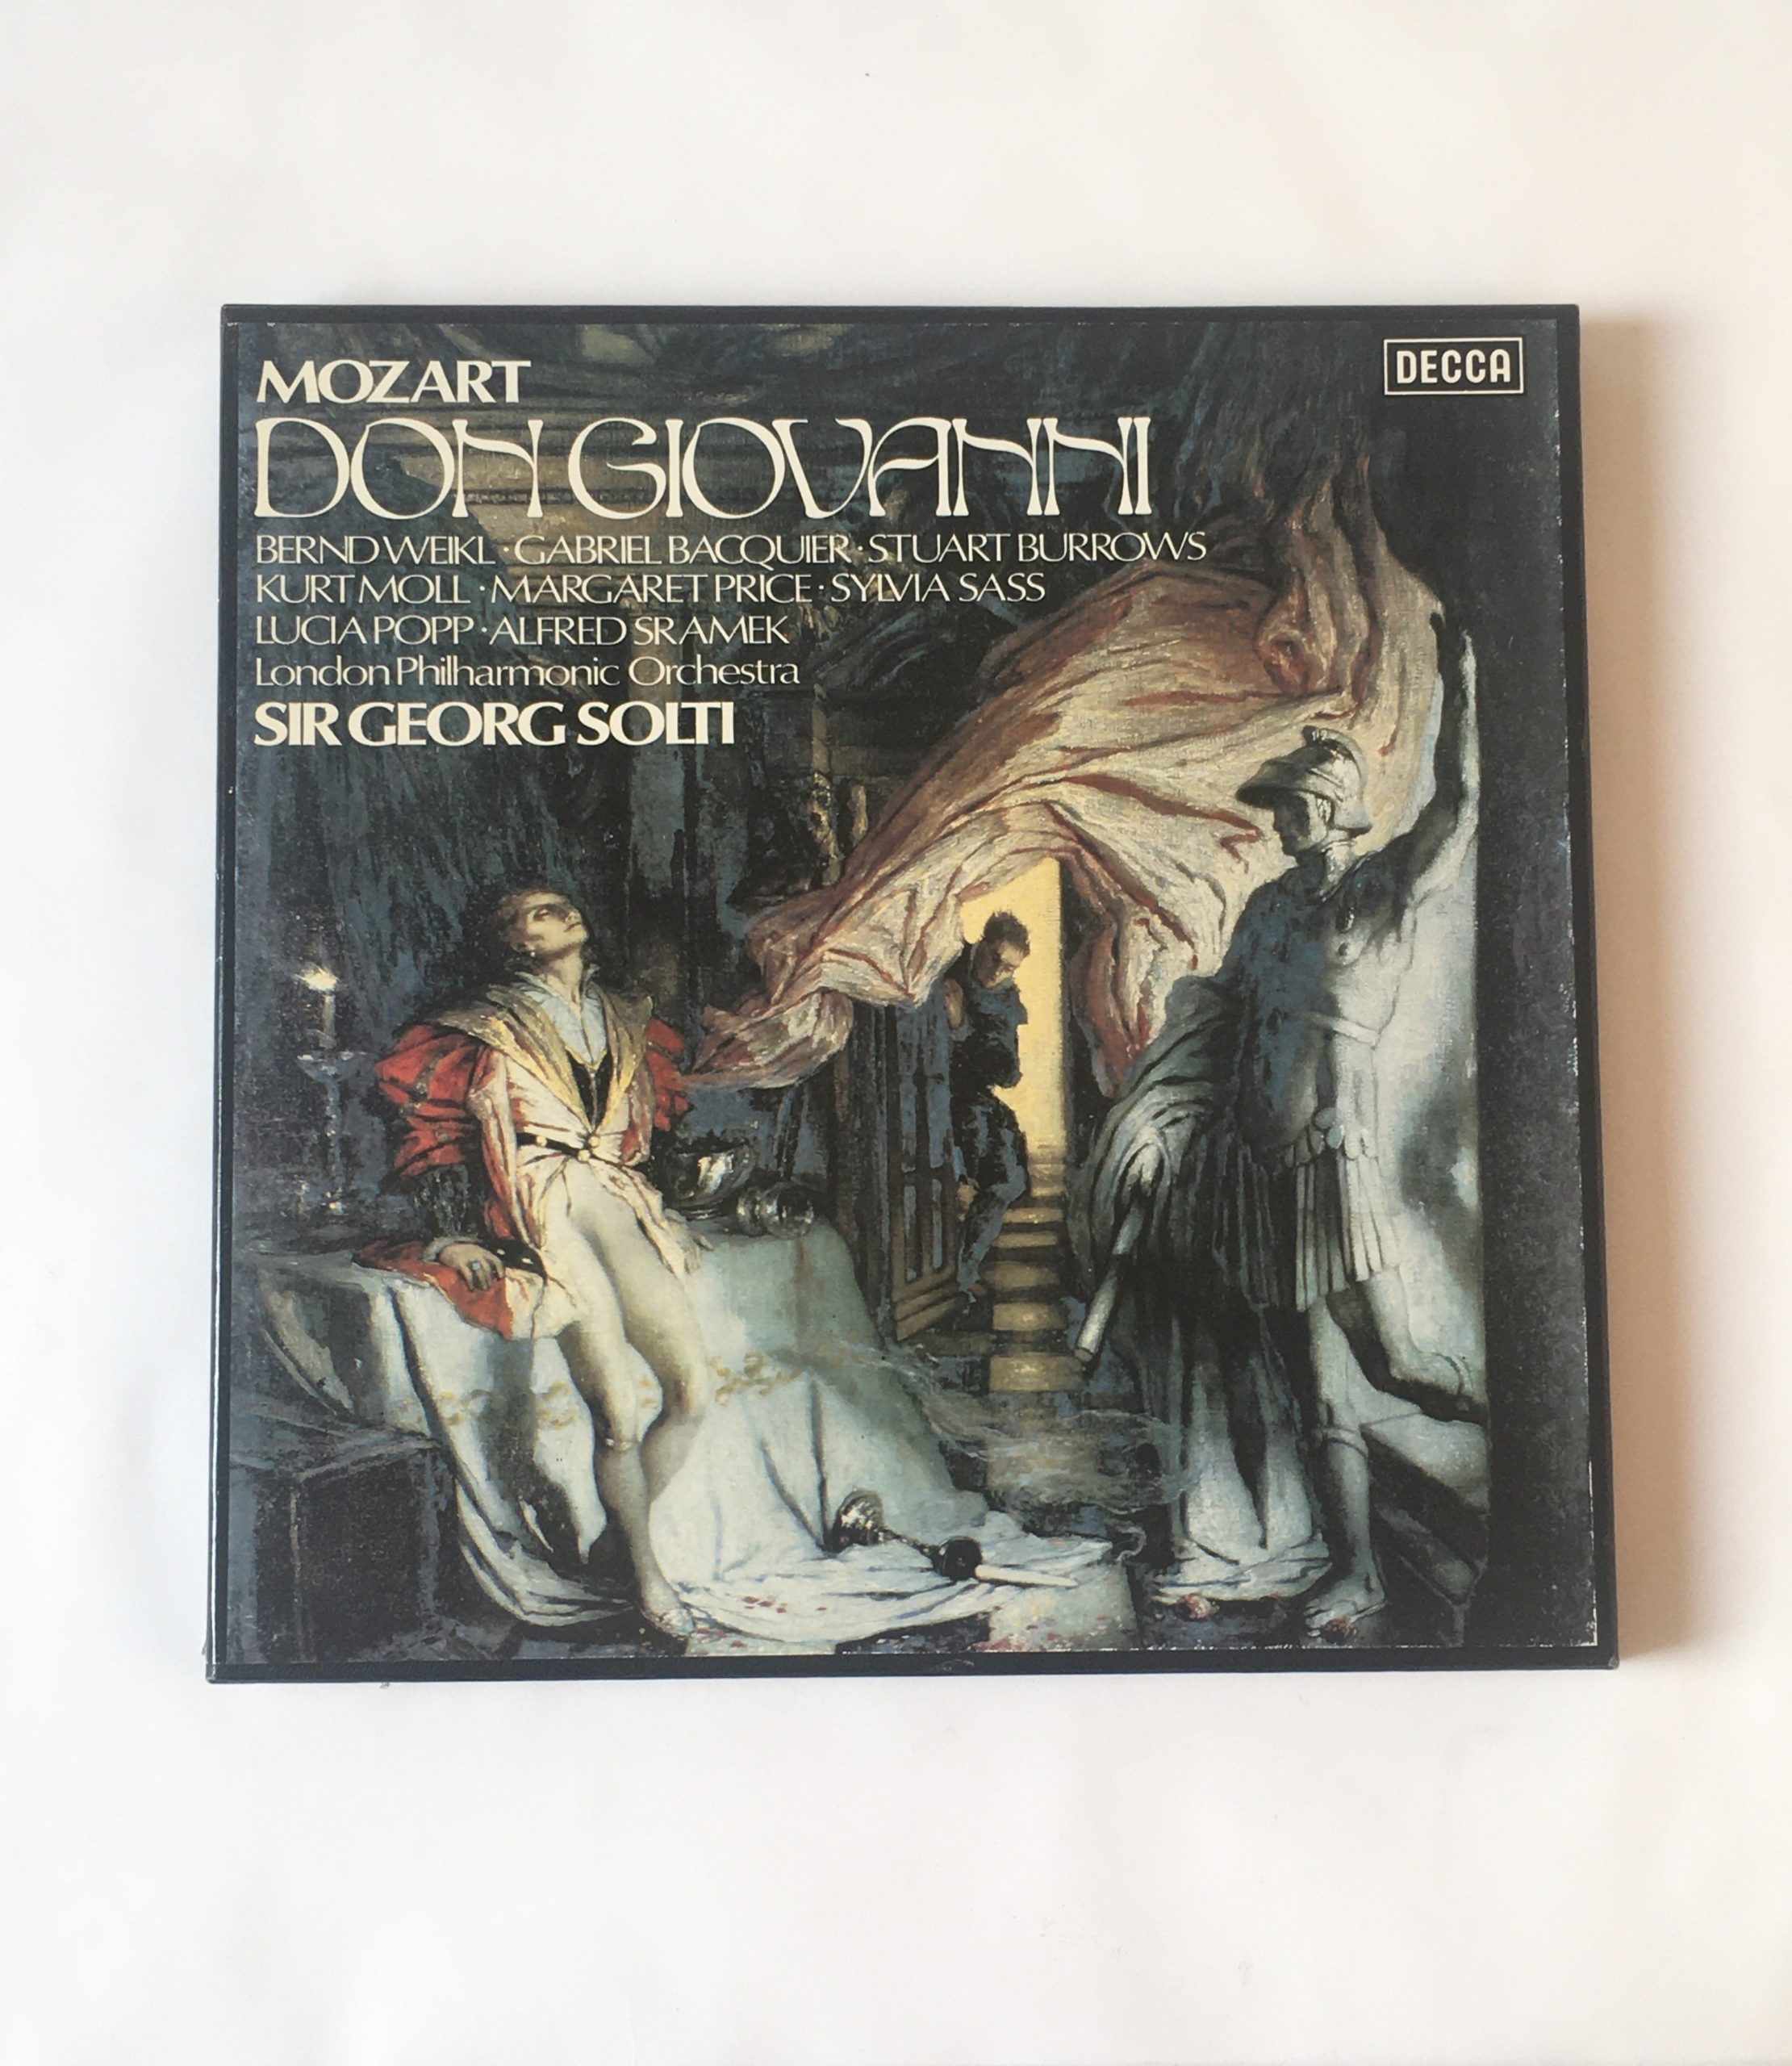 MOZART
DECCA
DON GIOVANNI
BERND WEIKL · GABRIEL BACQUIER · STUART BURROWS
KURT MOLL · MARGARET PRICE · SYLVIA SASS
LUCIA POPP · ALFRED SRAMEK
London Philharmonic Orchestra
SIR GEORG SOLTI